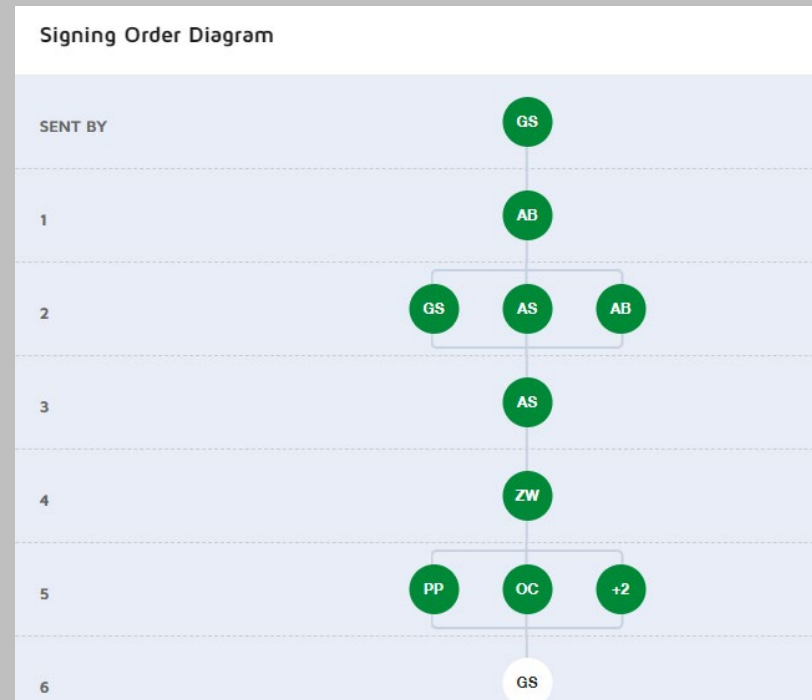 Signing Order Diagram
SENT BY GS
1 AB
2 GS AS AB
3 AS
4 ZW
5 PP OC +2
6 GS